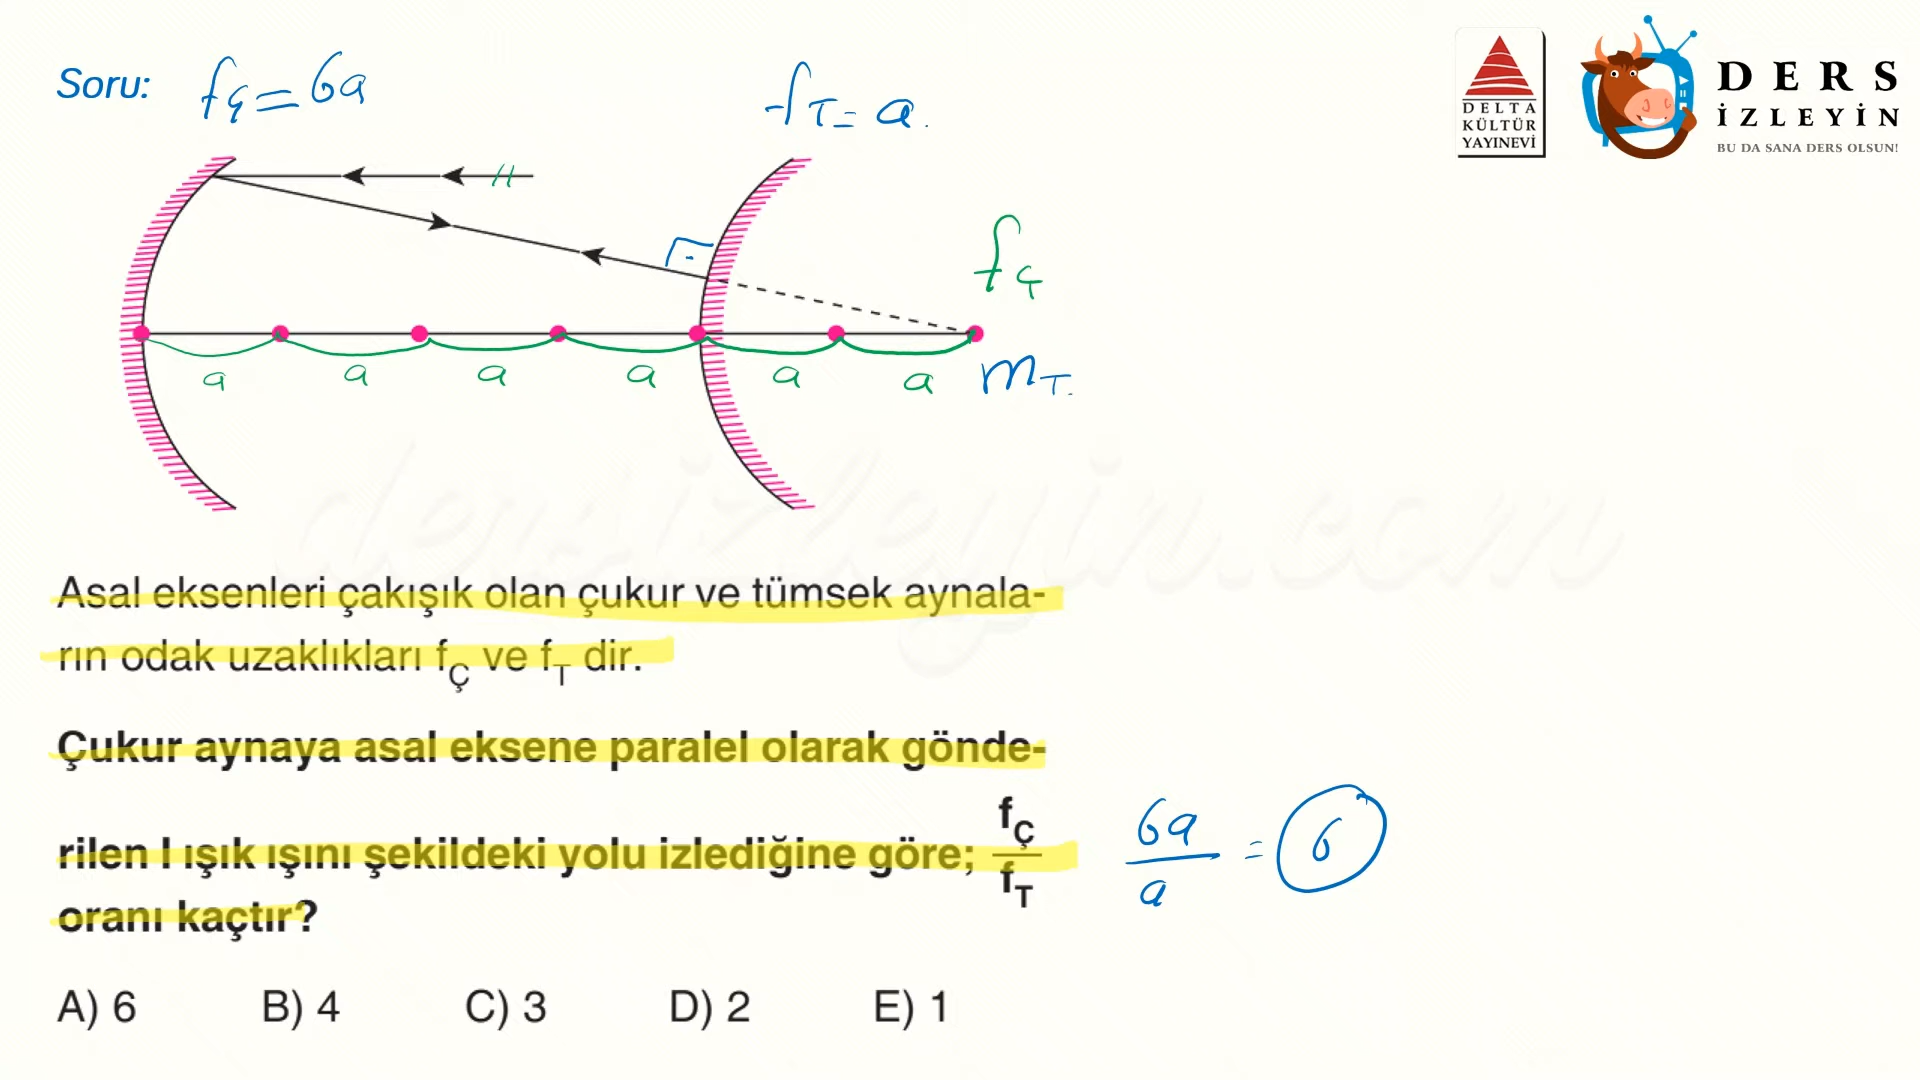 Soru:
fç = 6a
fT = a.
DELTA
KÜLTÜR
YAYINEVİ
DERS
İZLEYİN
BU DA SANA DERS OLSUN!
fç
a a a a a a
mT.
dersizleyin.com
Asal eksenleri çakışık olan çukur ve tümsek aynala-
rın odak uzaklıkları fÇ ve fT dir.
Çukur aynaya asal eksene paralel olarak gönde-
rilen I ışık ışını şekildeki yolu izlediğine göre; fÇ/fT
oranı kaçtır?
6a/a = 6
A) 6 B) 4 C) 3 D) 2 E) 1